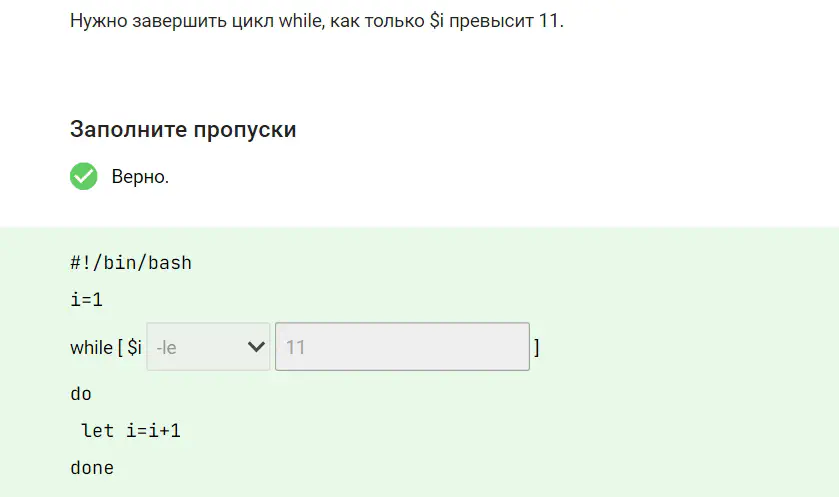 Нужно завершить цикл while, как только $i превысит 11.
Заполните пропуски
Верно.
#!/bin/bash
i=1
while [ $i -le 11 ]
do
let i=i+1
done